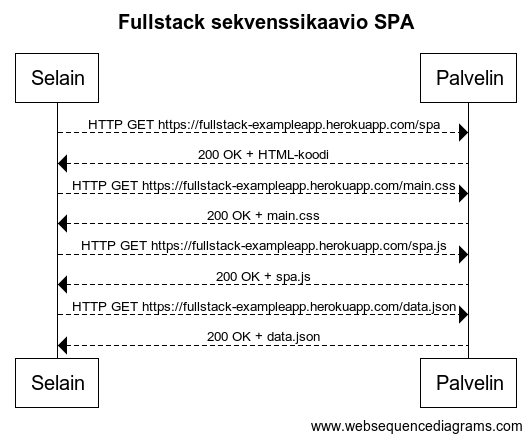 Fullstack sekvenssikaavio SPA
Selain
Palvelin
HTTP GET https://fullstack-exampleapp.herokuapp.com/spa
200 OK + HTML-koodi
HTTP GET https://fullstack-exampleapp.herokuapp.com/main.css
200 OK + main.css
HTTP GET https://fullstack-exampleapp.herokuapp.com/spa.js
200 OK + spa.js
HTTP GET https://fullstack-exampleapp.herokuapp.com/data.json
200 OK + data.json
Selain
Palvelin
www.websequencediagrams.com